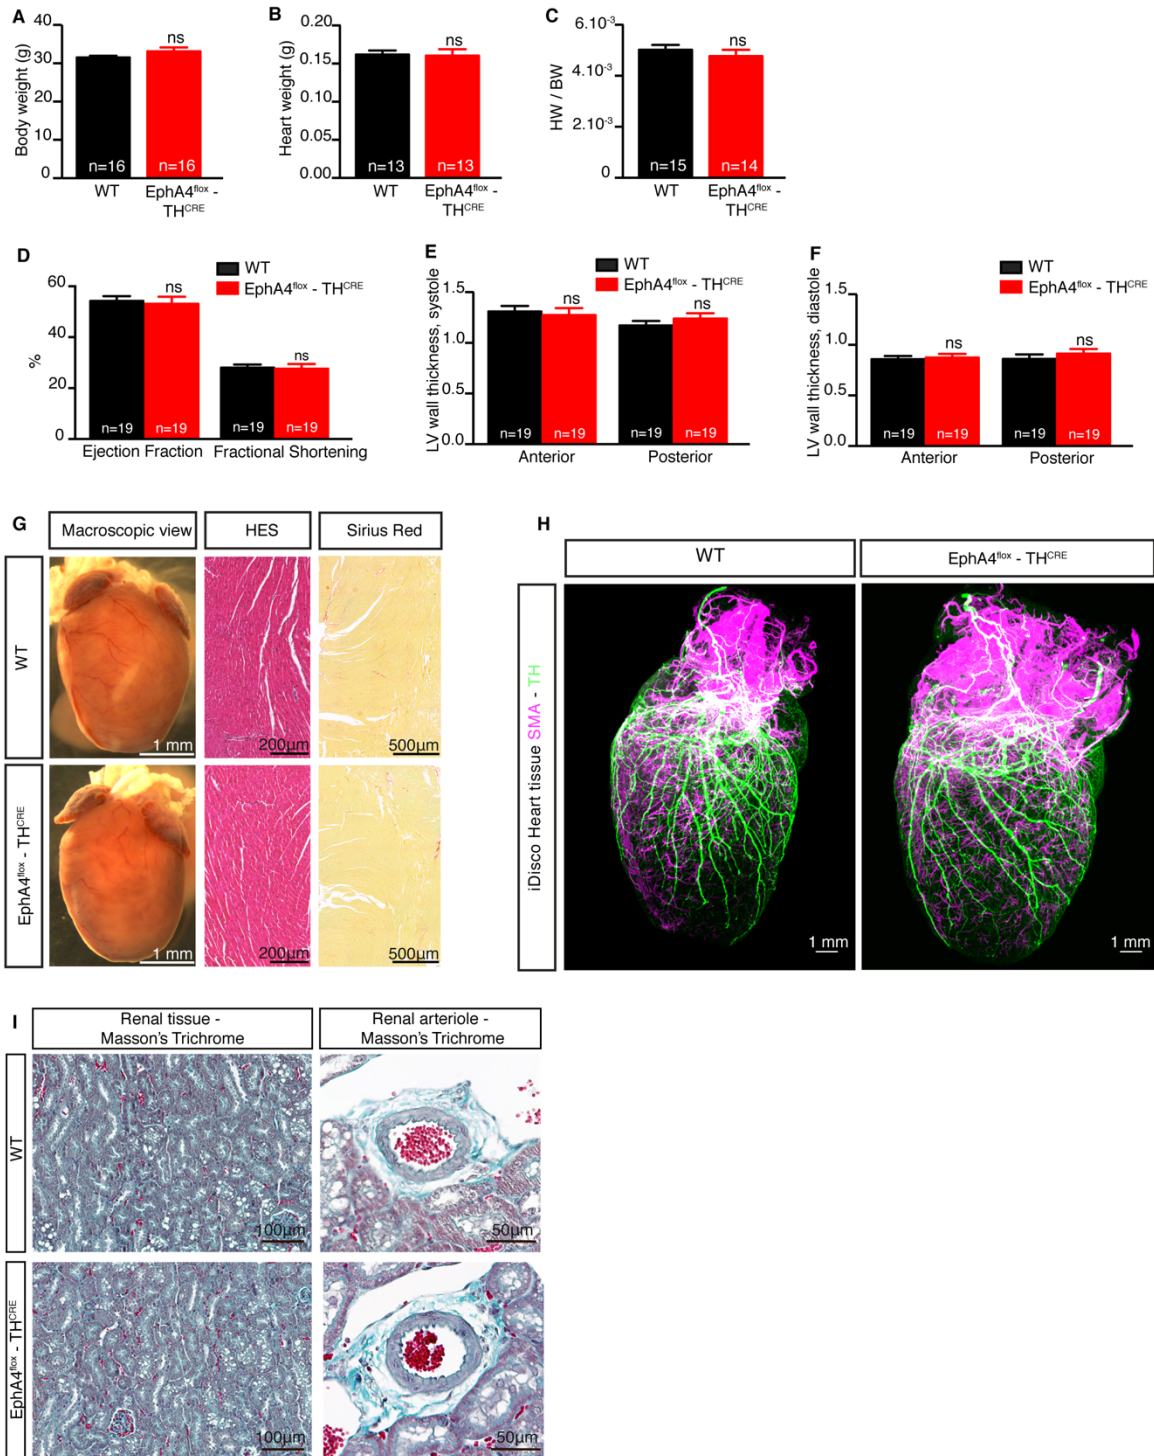 A
B
C
Body weight (g)
40
30
20
10
0
ns
n=16
n=16
WT
EphA4flox -
THCRE
Heart weight (g)
0.20
0.15
0.10
0.05
0.00
ns
n=13
n=13
WT
EphA4flox -
THCRE
HW / BW
6.10-3
4.10-3
2.10-3
0
ns
n=15
n=14
WT
EphA4flox -
THCRE
D
WT
EphA4flox - THCRE
%
60
40
20
0
ns
ns
n=19
n=19
n=19
n=19
Ejection Fraction
Fractional Shortening
E
WT
EphA4flox - THCRE
LV wall thickness, systole
1.5
1.0
0.5
0.0
ns
ns
n=19
n=19
n=19
n=19
Anterior
Posterior
F
WT
EphA4flox - THCRE
LV wall thickness, diastole
1.5
1.0
0.5
0.0
ns
ns
n=19
n=19
n=19
n=19
Anterior
Posterior
G
Macroscopic view
HES
Sirius Red
WT
1 mm
200µm
500µm
EphA4flox - THCRE
1 mm
200µm
500µm
H
WT
EphA4flox - THCRE
iDisco Heart tissue SMA - TH
1 mm
1 mm
I
Renal tissue -
Masson's Trichrome
Renal arteriole -
Masson's Trichrome
WT
100µm
50µm
EphA4flox - THCRE
100µm
50µm